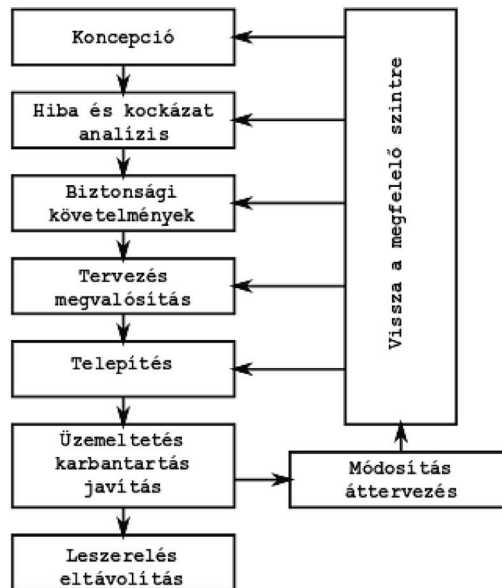 Koncepció
Hiba és kockázat
analízis
Biztonsági
követelmények
Tervezés
megvalósítás
Telepítés
Üzemeltetés
karbantartás
javítás
Leszerelés
eltávolítás
Módosítás
áttervezés
Vissza a megfelelő szintre